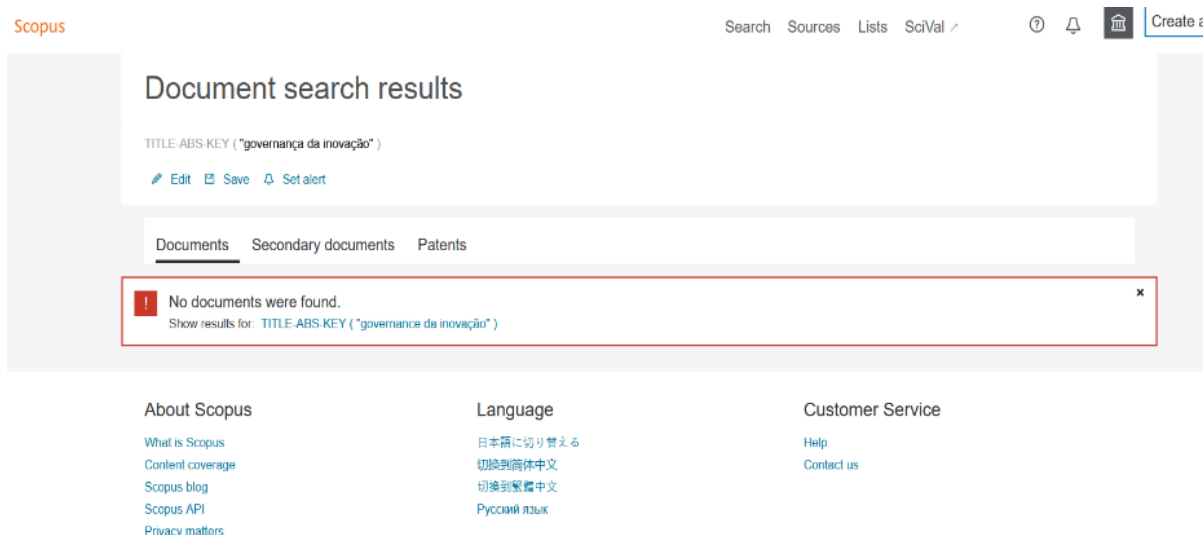 Scopus
Search Sources Lists SciVal ↗ Create a
Document search results
TITLE-ABS-KEY ( "governança da inovação" )
Edit Save Set alert
Documents Secondary documents Patents
! No documents were found. ×
Show results for: TITLE-ABS-KEY ( "governance da inovação" )
About Scopus
What is Scopus
Content coverage
Scopus blog
Scopus API
Privacy matters
Language
日本語に切り替える
切换到简体中文
切換到繁體中文
Русский язык
Customer Service
Help
Contact us